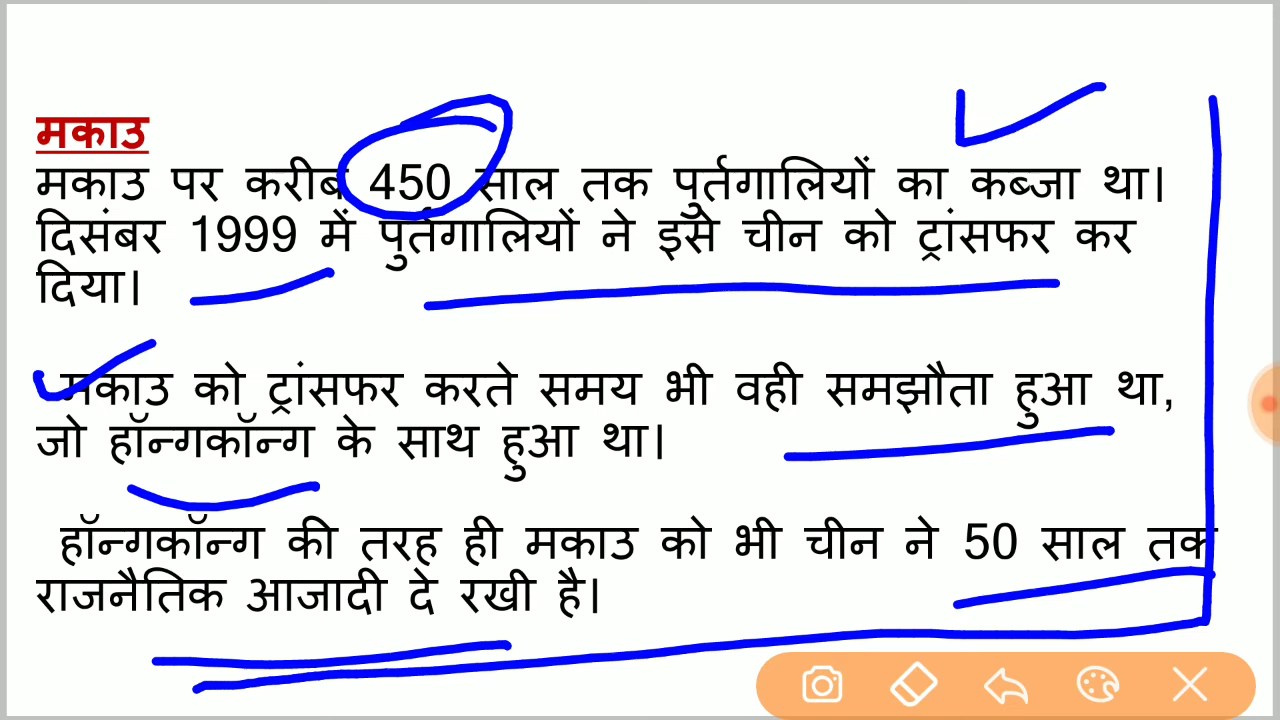 मकाउ
मकाउ पर करीब 450 साल तक पुर्तगालियों का कब्जा था।
दिसंबर 1999 में पुर्तगालियों ने इसे चीन को ट्रांसफर कर
दिया।
मकाउ को ट्रांसफर करते समय भी वही समझौता हुआ था,
जो हॉन्गकॉन्ग के साथ हुआ था।
हॉन्गकॉन्ग की तरह ही मकाउ को भी चीन ने 50 साल तक
राजनैतिक आजादी दे रखी है।